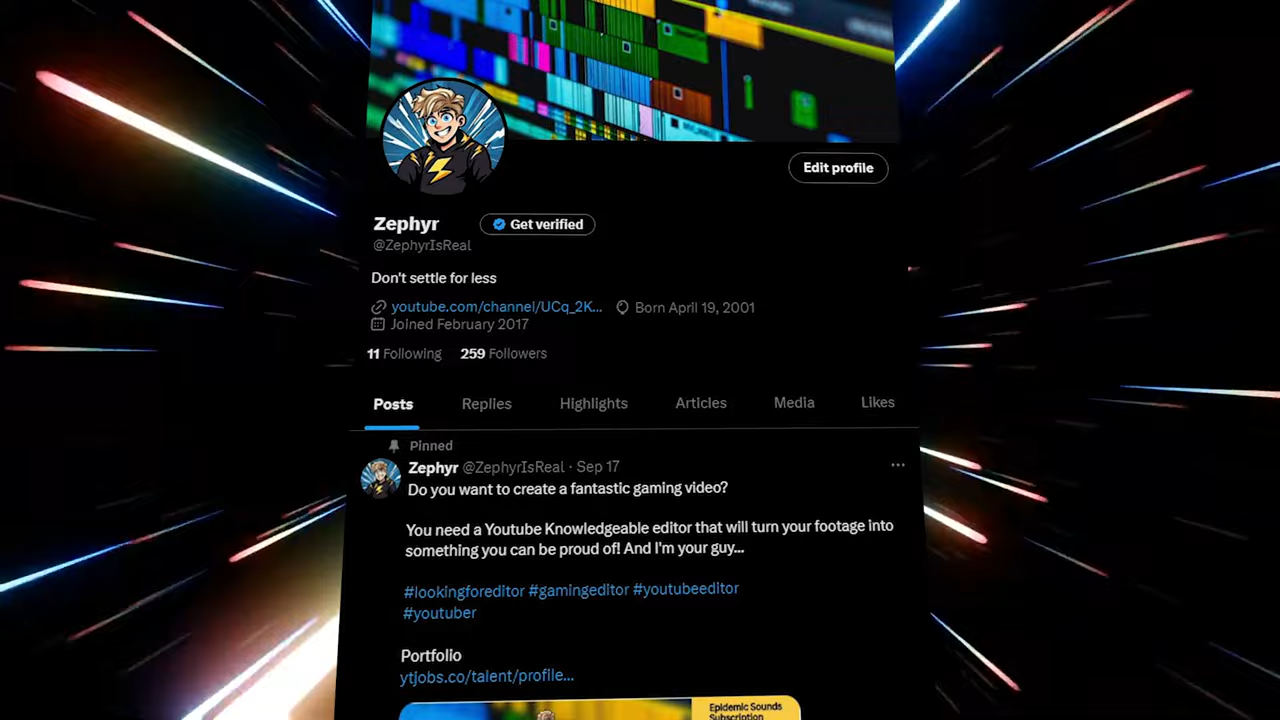 Edit profile
Zephyr
Get verified
@ZephyrIsReal
Don't settle for less
youtube.com/channel/UCq_2K... Born April 19, 2001
Joined February 2017
11 Following 259 Followers
Posts Replies Highlights Articles Media Likes
Pinned
Zephyr @ZephyrIsReal · Sep 17
Do you want to create a fantastic gaming video?
You need a Youtube Knowledgeable editor that will turn your footage into
something you can be proud of! And I'm your guy...
#lookingforeditor #gamingeditor #youtubeeditor
#youtuber
Portfolio
ytjobs.co/talent/profile...
Epidemic Sounds
Subscription